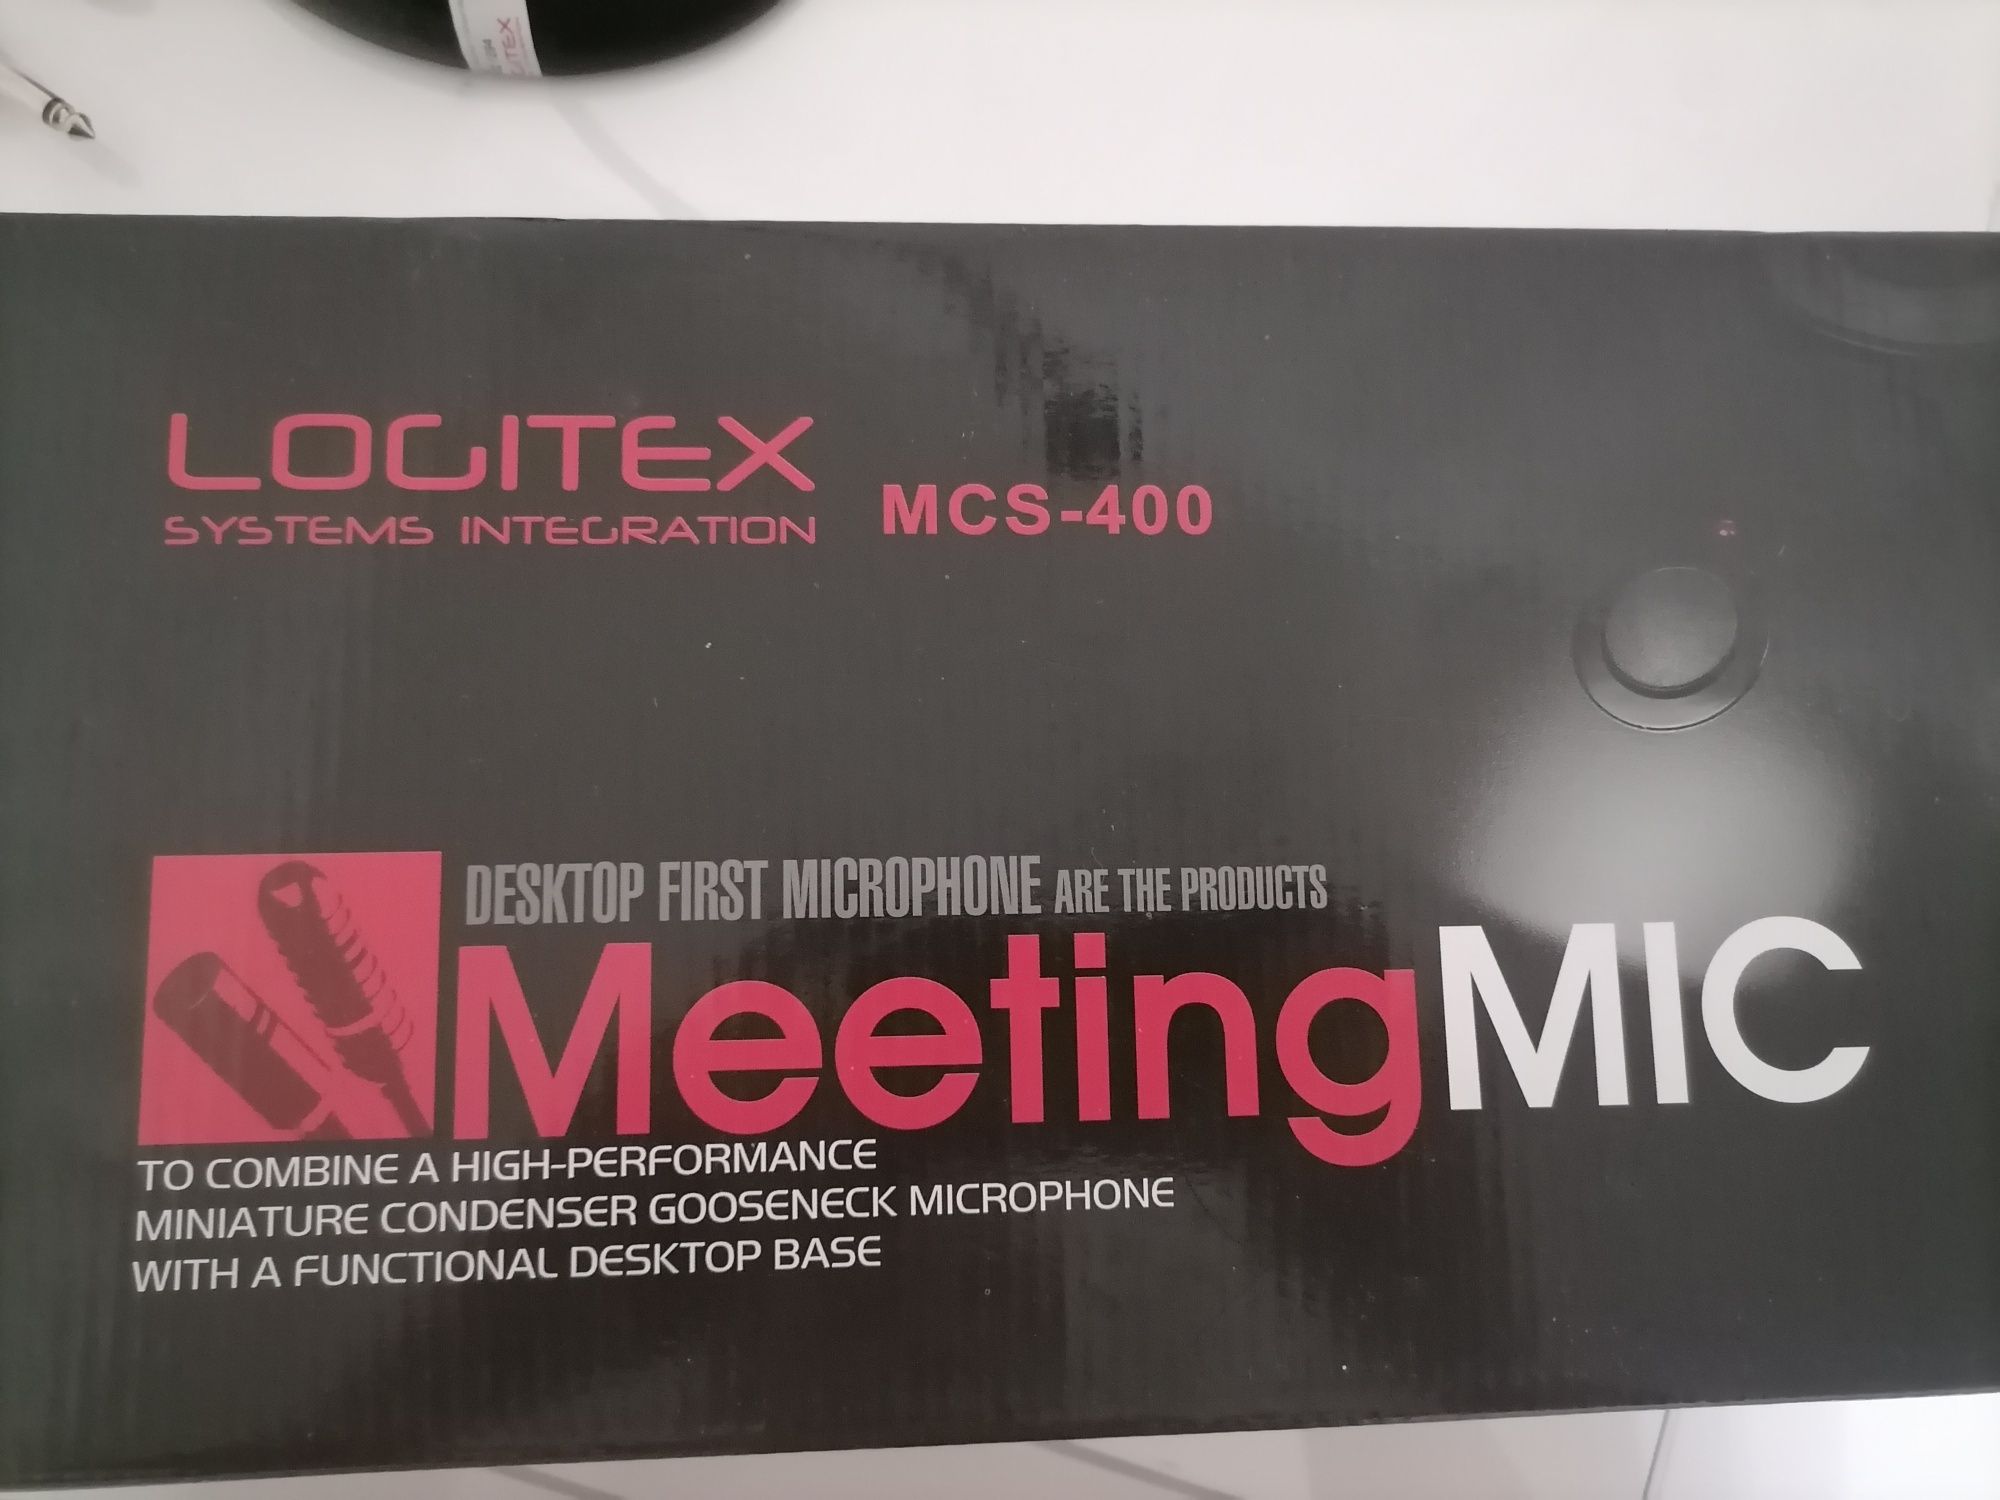 LOGITEX
LOGITEX
SYSTEMS INTEGRATION
MCS-400
DESKTOP FIRST MICROPHONE ARE THE PRODUCTS
MeetingMIC
TO COMBINE A HIGH-PERFORMANCE
MINIATURE CONDENSER GOOSENECK MICROPHONE
WITH A FUNCTIONAL DESKTOP BASE